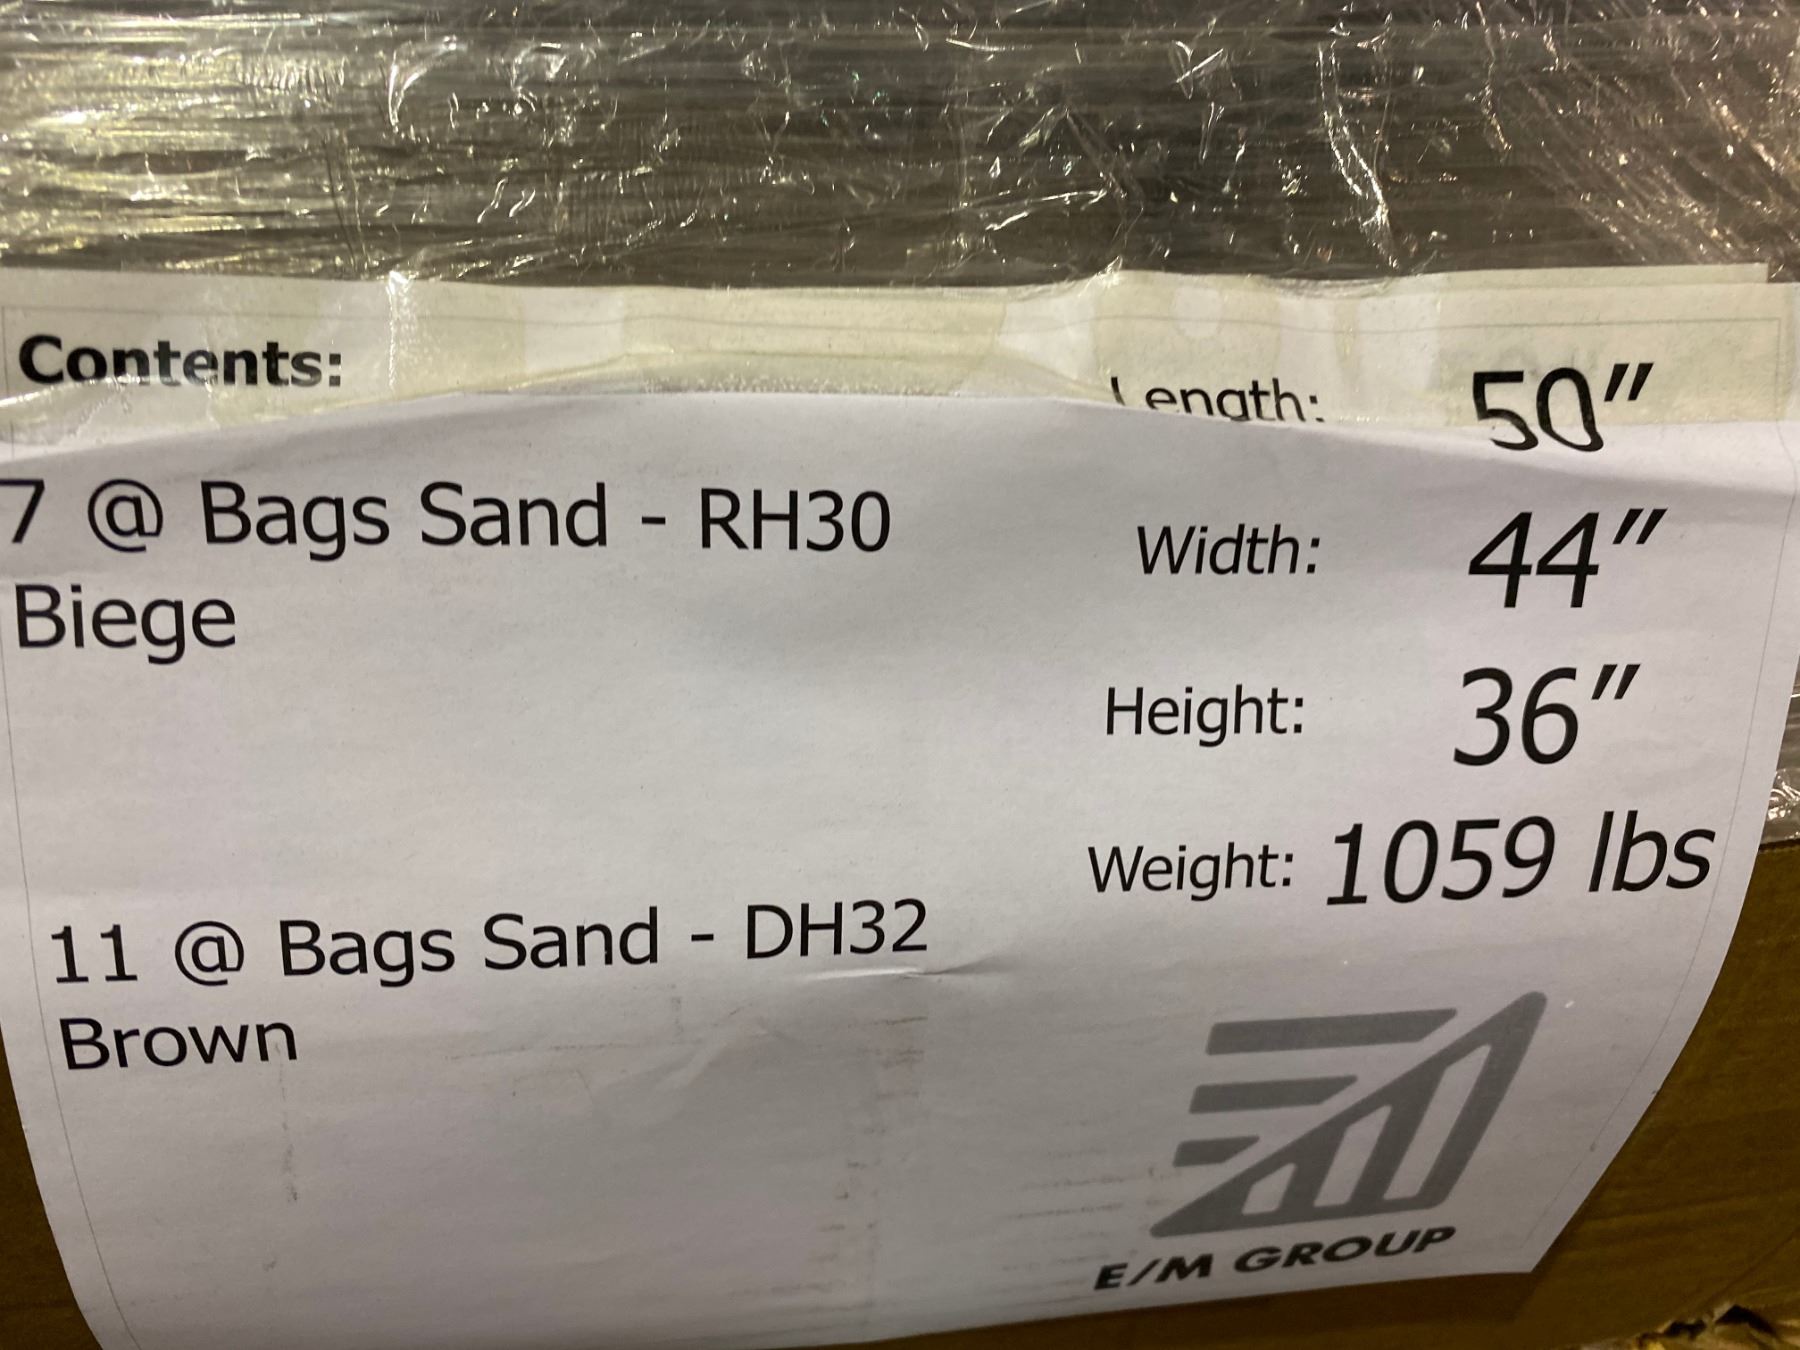 Contents:
Length: 50"
7 @ Bags Sand - RH30
Biege
Width: 44"
Height: 36"
Weight: 1059 lbs
11 @ Bags Sand - DH32
Brown
E/M GROUP